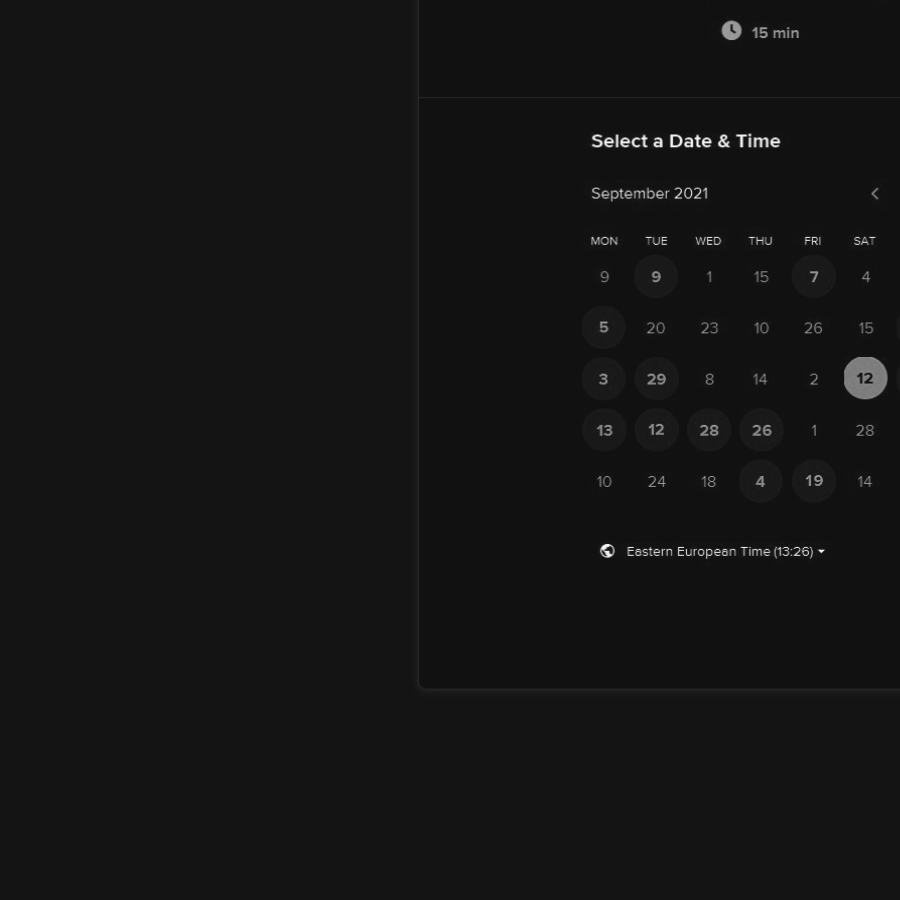 15 min
Select a Date & Time
September 2021
MON TUE WED THU FRI SAT
9 9 1 15 7 4
5 20 23 10 26 15
3 29 8 14 2 12
13 12 28 26 1 28
10 24 18 4 19 14
Eastern European Time (13:26)